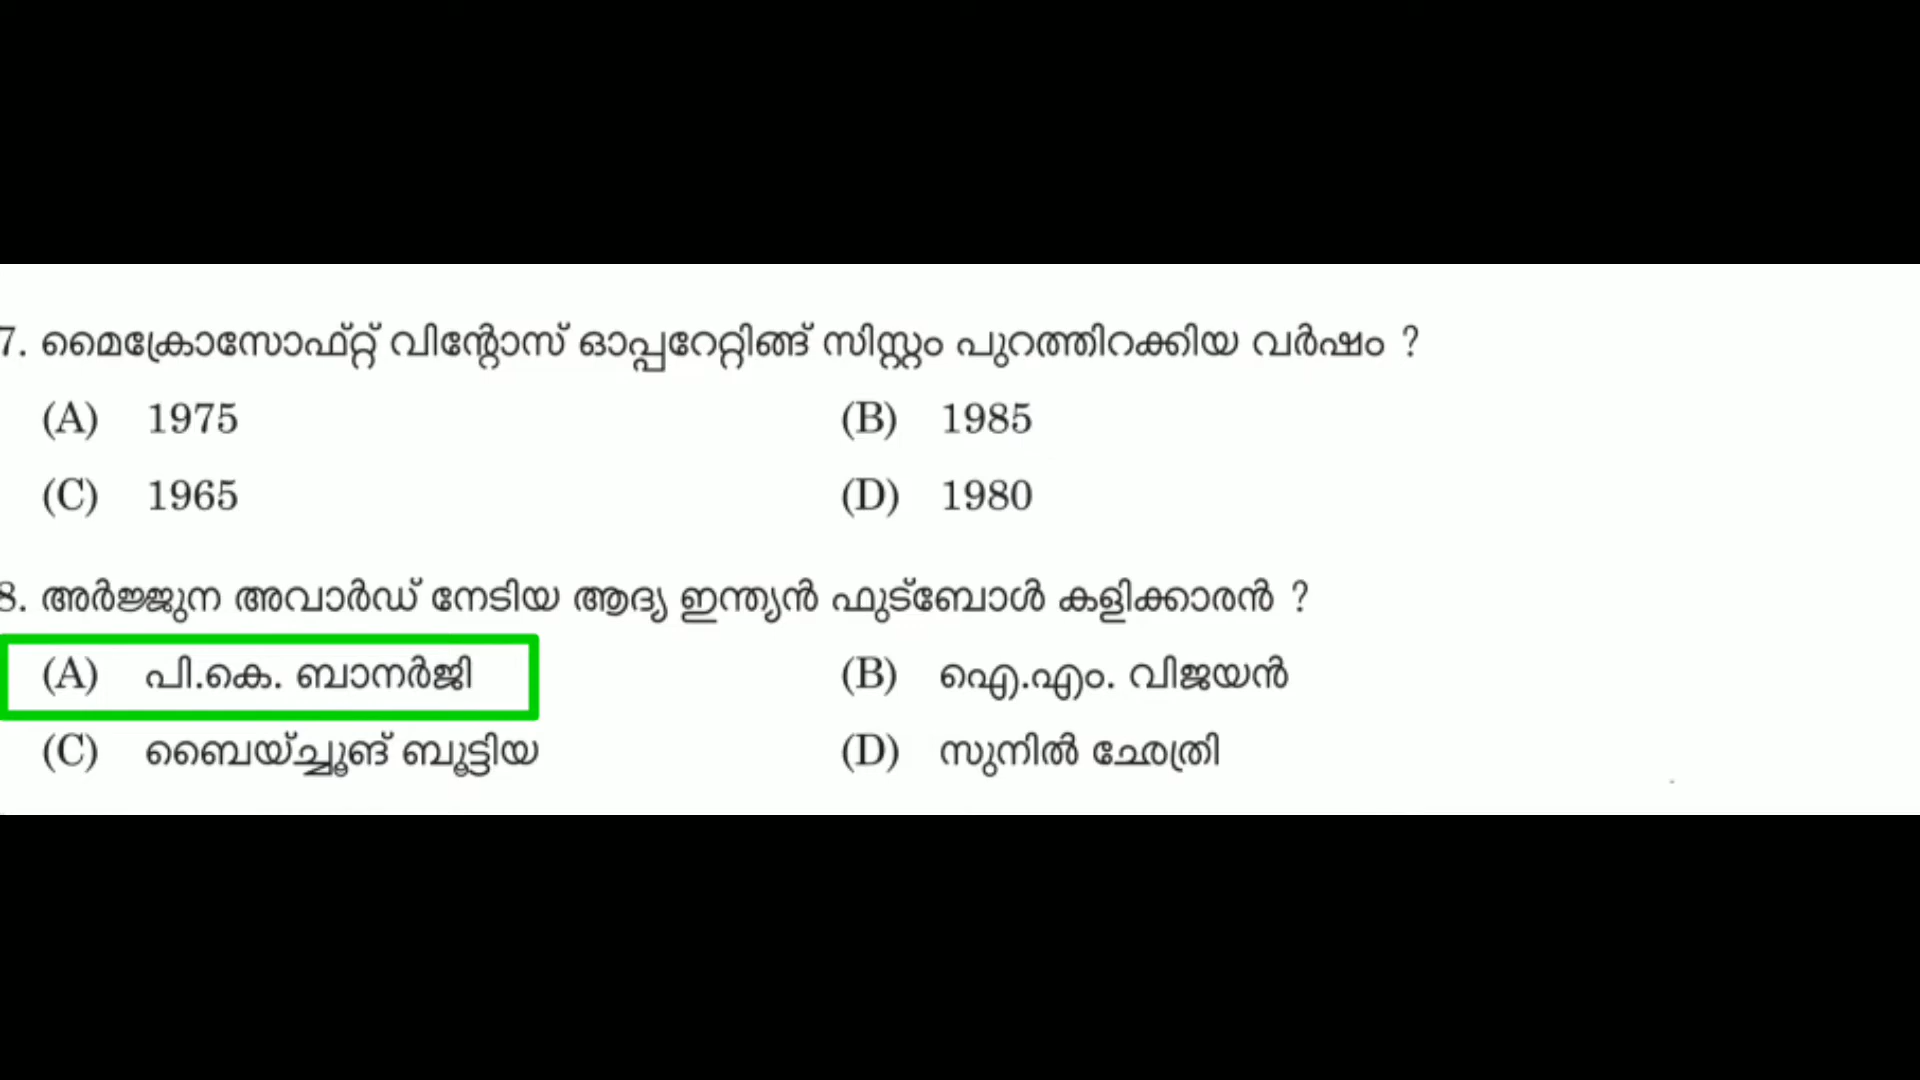 7. മൈക്രോസോഫ്റ്റ് വിന്റോസ് ഓപ്പറേറ്റിങ്ങ് സിസ്റ്റം പുറത്തിറക്കിയ വർഷം ?
(A) 1975 (B) 1985
(C) 1965 (D) 1980
8. അർജ്ജുന അവാർഡ് നേടിയ ആദ്യ ഇന്ത്യൻ ഫുട്ബോൾ കളിക്കാരൻ ?
(A) പി.കെ. ബാനർജി (B) ഐ.എം. വിജയൻ
(C) ബൈയ്ച്ചൂങ് ബൂട്ടിയ (D) സുനിൽ ഛേത്രി